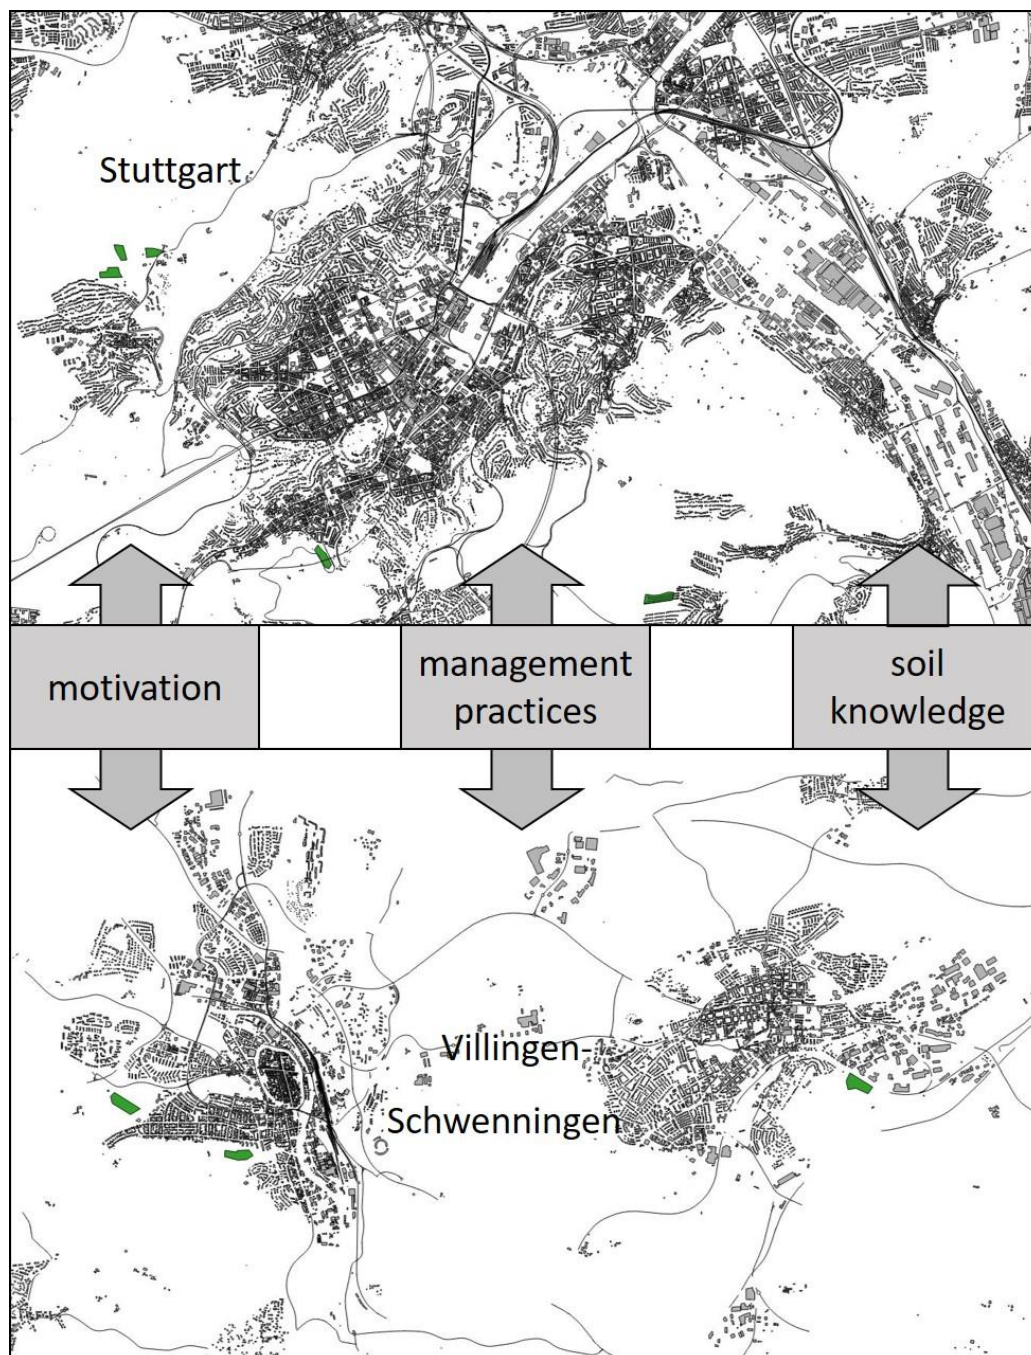 Stuttgart
motivation
management
practices
soil
knowledge
Villingen-
Schwenningen